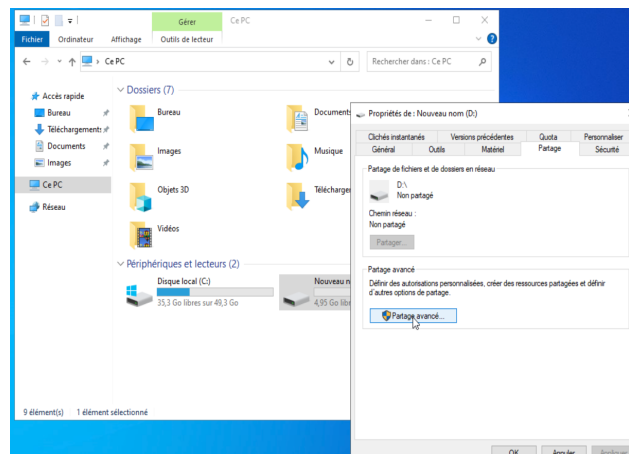 Gérer
Ce PC
Fichier
Ordinateur
Affichage
Outils de lecteur
Ce PC
Rechercher dans : Ce PC
Accès rapide
Bureau
Téléchargements
Documents
Images
Ce PC
Réseau
Dossiers (7)
Bureau
Documents
Images
Musique
Objets 3D
Télécharger
Vidéos
Périphériques et lecteurs (2)
Disque local (C:)
35,3 Go libres sur 49,3 Go
Nouveau n
4,95 Go libr
9 élément(s) 1 élément sélectionné
Propriétés de : Nouveau nom (D:)
Clichés instantanés Versions précédentes Quota Personnaliser
Général Outils Matériel Partage Sécurité
Partage de fichiers et de dossiers en réseau
D:\
Non partagé
Chemin réseau :
Non partagé
Partager...
Partage avancé
Définir des autorisations personnalisées, créer des ressources partagées et définir
d'autres options de partage.
Partage avancé...
OK Annuler Appliquer